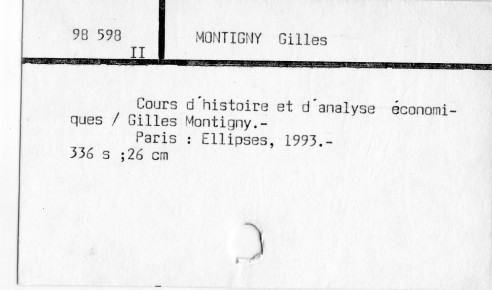 98 598
II
MONTIGNY Gilles
Cours d'histoire et d'analyse économi-
ques / Gilles Montigny.-
Paris : Ellipses, 1993.-
336 s ;26 cm